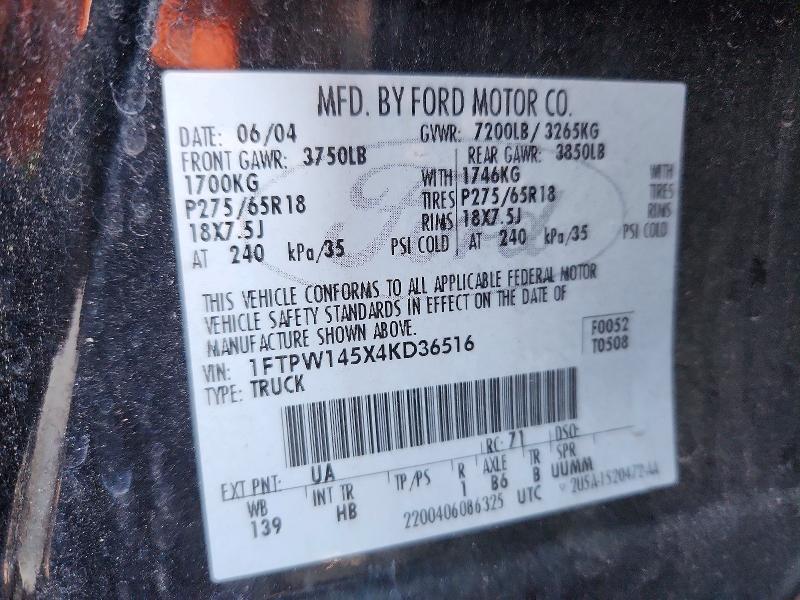 MFD. BY FORD MOTOR CO.
DATE: 06/04 GVWR: 7200LB/ 3265KG
FRONT GAWR: 3750LB REAR GAWR: 3850LB
1700KG WITH 1746KG WITH
P275/65R18 TIRES P275/65R18 TIRES
18X7.5J RIMS 18X7.5J RIMS
AT 240 kPa/35 PSI COLD AT 240 kPa/35 PSI COLD
Ford
THIS VEHICLE CONFORMS TO ALL APPLICABLE FEDERAL MOTOR
VEHICLE SAFETY STANDARDS IN EFFECT ON THE DATE OF
MANUFACTURE SHOWN ABOVE.
VIN: 1FTPW145X4KD36516 F0052
TYPE: TRUCK T0508
EXT PNT: UA RC: 71 DSO:
WB INT TR TP/PS R AXLE TR SPR
139 HB 1 B6 B UUMM
2200406086325 UTC 2U5A-1520472-AA